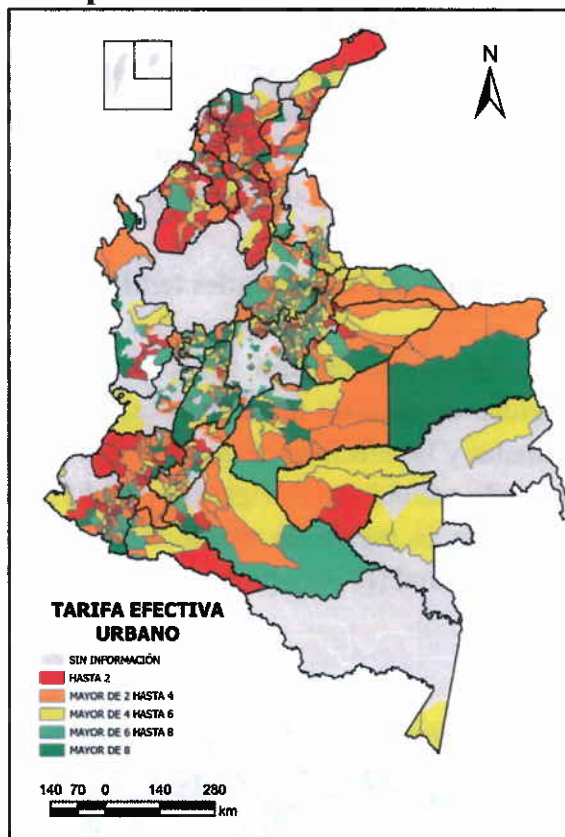 N
TARIFA EFECTIVA
URBANO
SIN INFORMACIÓN
HASTA 2
MAYOR DE 2 HASTA 4
MAYOR DE 4 HASTA 6
MAYOR DE 6 HASTA 8
MAYOR DE 8
140 70 0 140 280
km